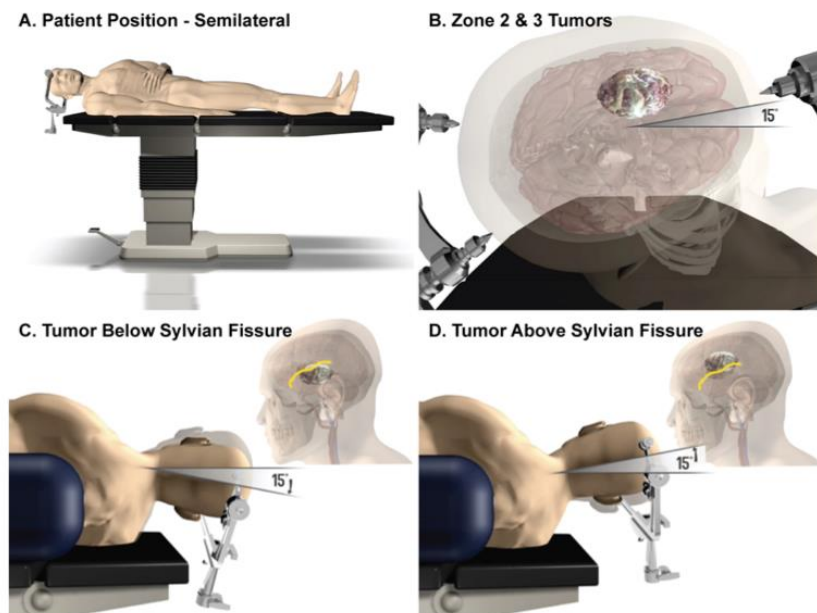 A. Patient Position - Semilateral
B. Zone 2 & 3 Tumors
15°
C. Tumor Below Sylvian Fissure
15°
D. Tumor Above Sylvian Fissure
15°